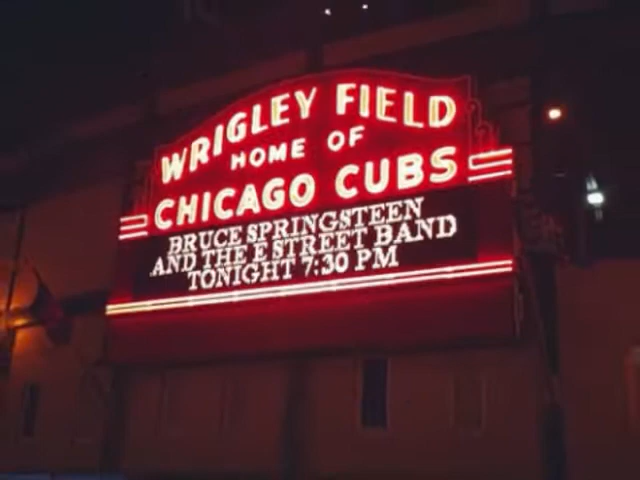 WRIGLEY FIELD
HOME OF
CHICAGO CUBS
BRUCE SPRINGSTEEN
AND THE E STREET BAND
TONIGHT 7:30 PM